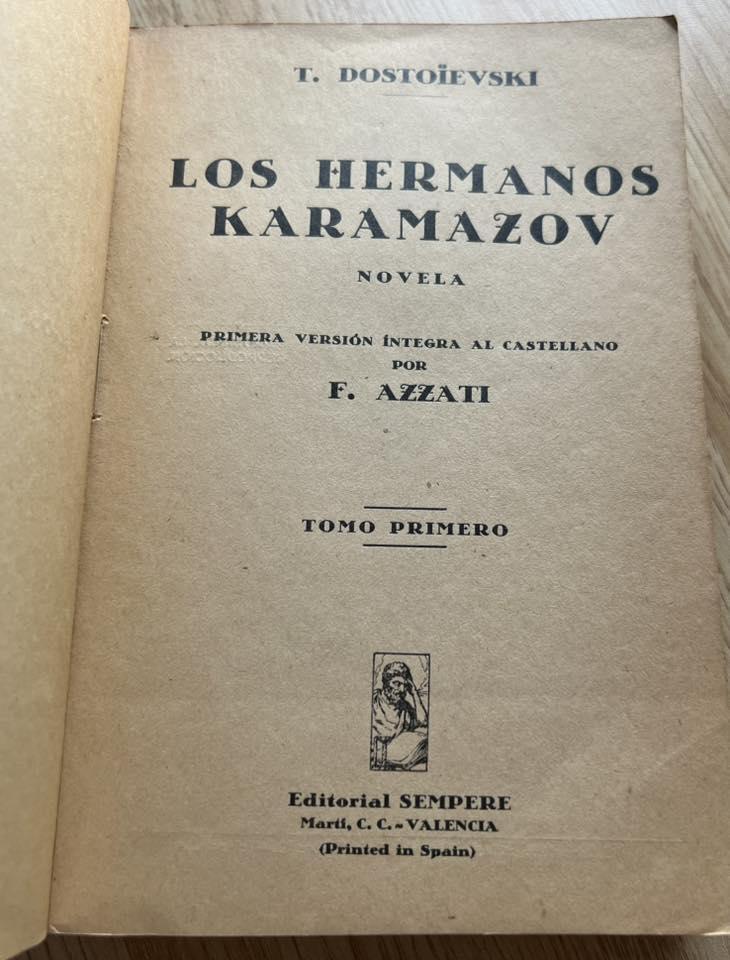 T. DOSTOÏEVSKI
LOS HERMANOS
KARAMAZOV
NOVELA
PRIMERA VERSIÓN ÍNTEGRA AL CASTELLANO
POR
F. AZZATI
TOMO PRIMERO
Editorial SEMPERE
Martí, C. C.-VALENCIA
(Printed in Spain)